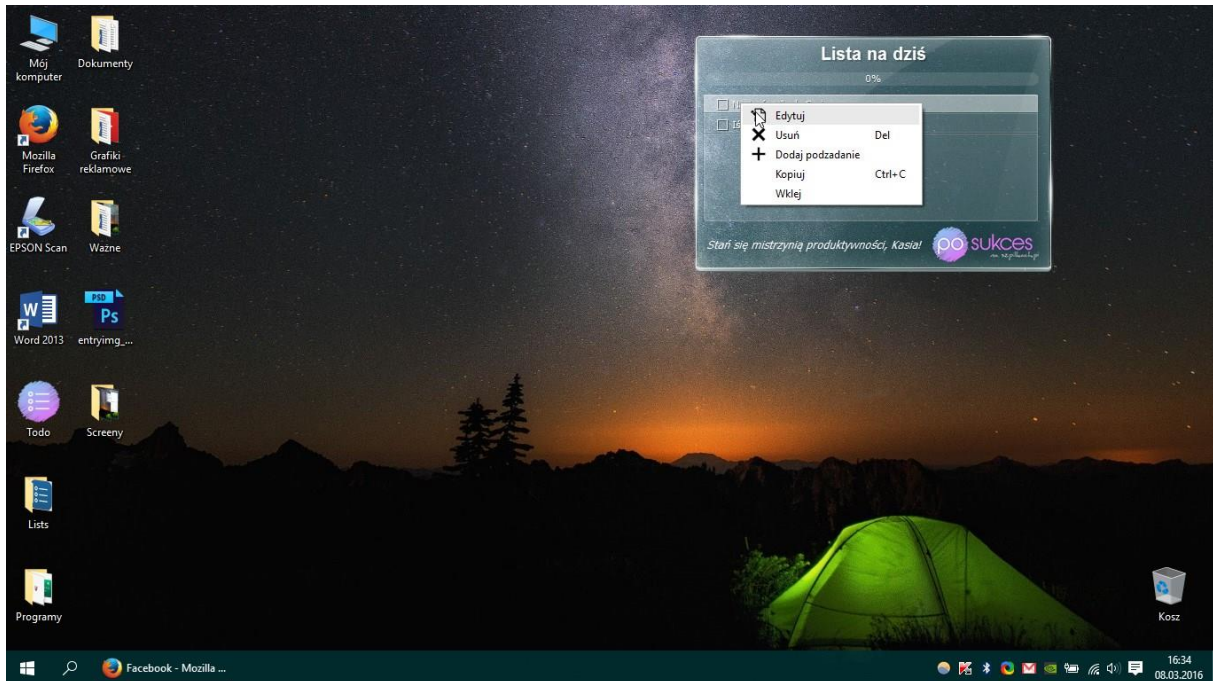 Mój
komputer
Dokumenty
Mozilla
Firefox
Grafiki
reklamowe
EPSON Scan
Ważne
W
Word 2013
PSD
Ps
entryimg_...
Todo
Screeny
Lists
Programy
Lista na dziś
0%
Edytuj
Usuń Del
Dodaj podzadanie
Kopiuj Ctrl+C
Wklej
Stań się mistrzynią produktywności, Kasia!
po sukces
Kosz
Facebook - Mozilla ...
16:34
08.03.2016